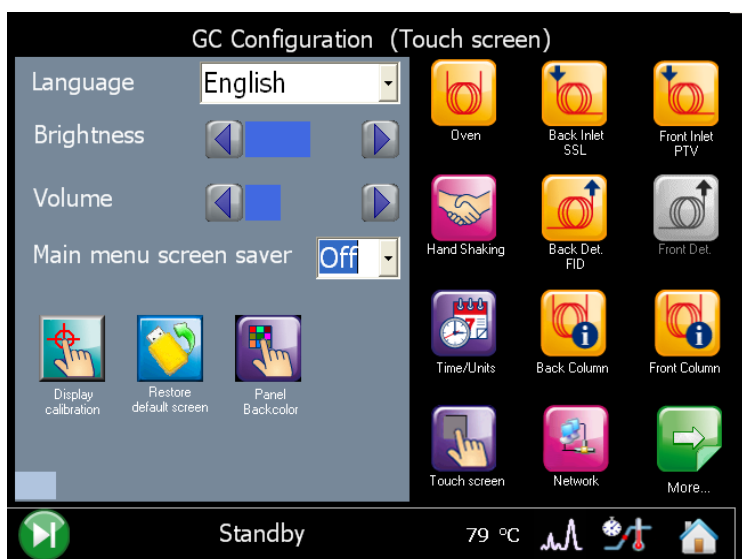 GC Configuration (Touch screen)
Language
English
Brightness
Volume
Main menu screen saver
Off
Display
calibration
Restore
default screen
Panel
Backcolor
Oven
Back Inlet
SSL
Front Inlet
PTV
Hand Shaking
Back Det.
FID
Front Det.
7
Time/Units
Back Column
Front Column
Touch screen
Network
More...
Standby
79 °C